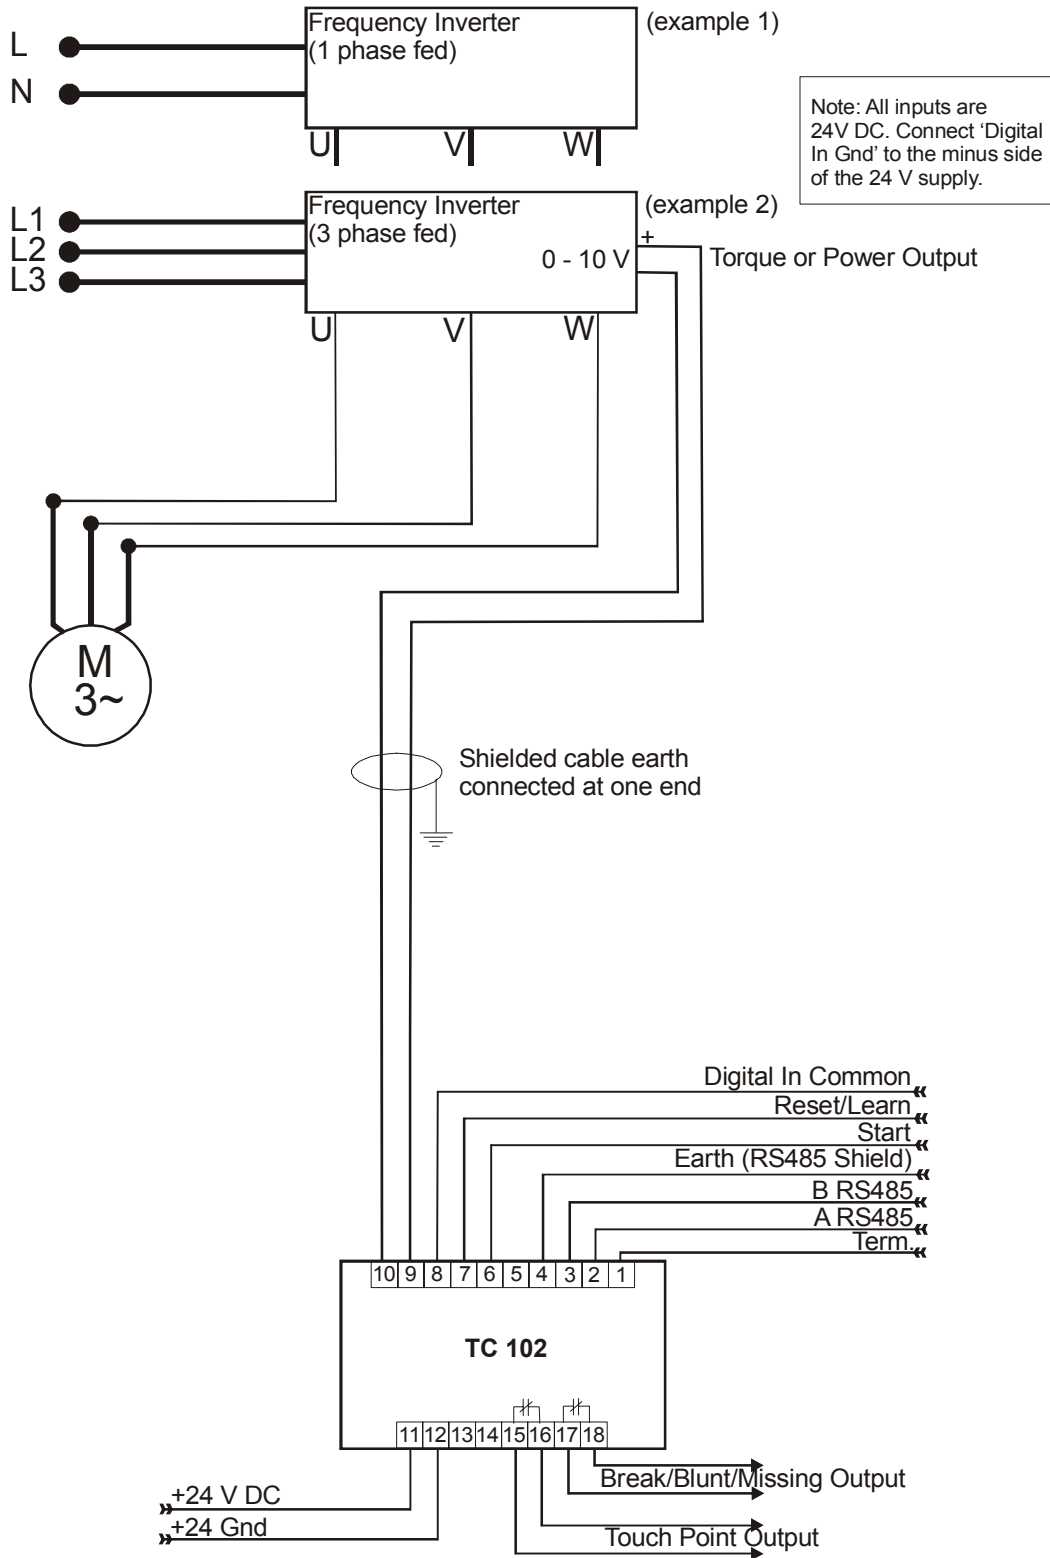 Frequency Inverter
(1 phase fed)
(example 1)
L
N
U
V
W
Note: All inputs are
24V DC. Connect ‘Digital
In Gnd’ to the minus side
of the 24 V supply.
Frequency Inverter
(3 phase fed)
(example 2)
L1
L2
L3
0 - 10 V
+
Torque or Power Output
U
V
W
M
3~
Shielded cable earth
connected at one end
Digital In Common
Reset/Learn
Start
Earth (RS485 Shield)
B RS485
A RS485
Term.
10 9 8 7 6 5 4 3 2 1
TC 102
11 12 13 14 15 16 17 18
Break/Blunt/Missing Output
+24 V DC
+24 Gnd
Touch Point Output